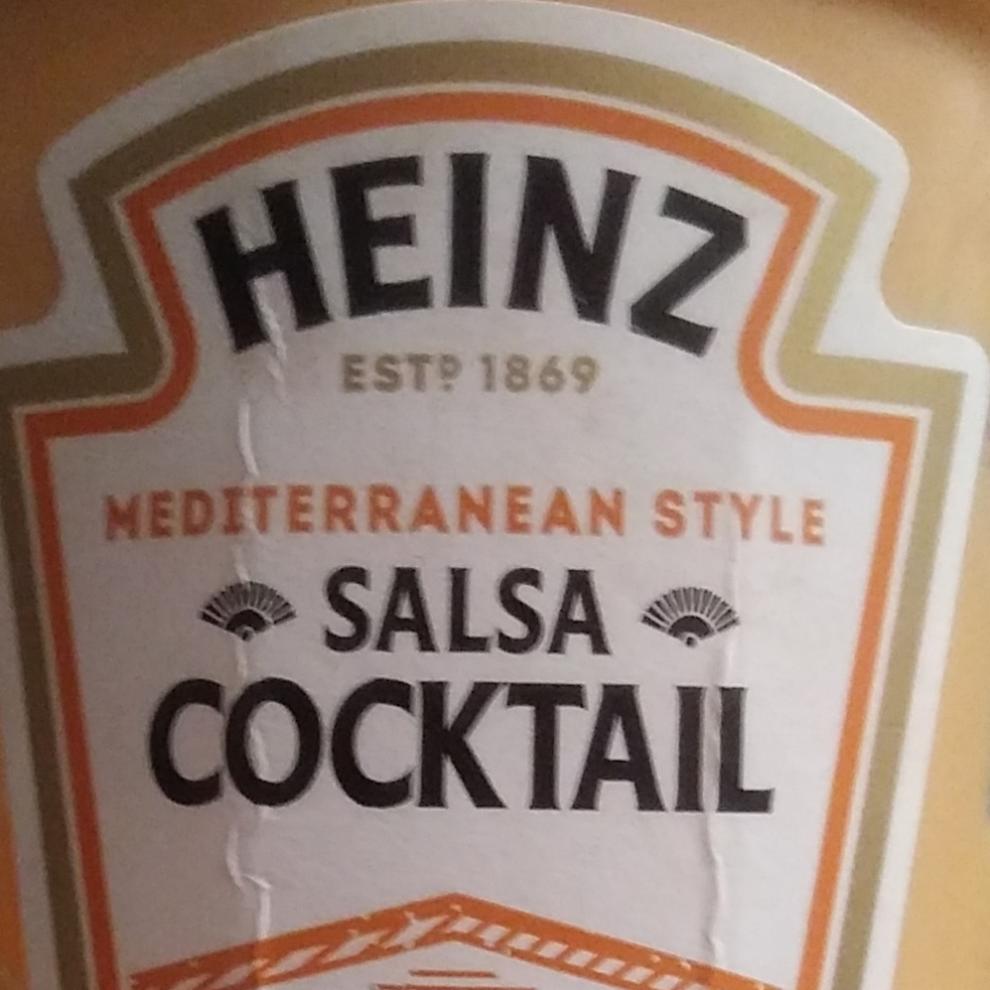 HEINZ
ESTD 1869
MEDITERRANEAN STYLE
SALSA
COCKTAIL